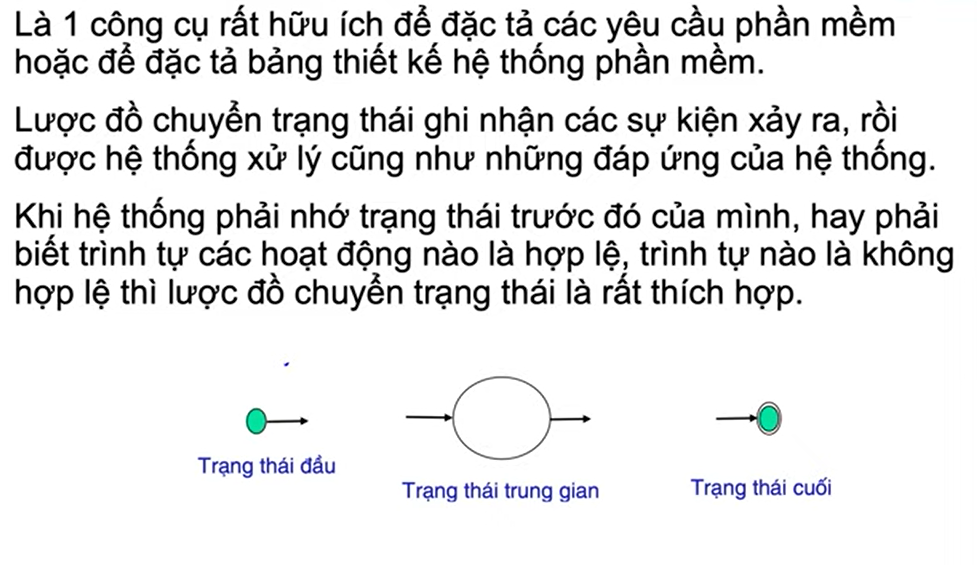 Là 1 công cụ rất hữu ích để đặc tả các yêu cầu phần mềm
hoặc để đặc tả bảng thiết kế hệ thống phần mềm.
Lược đồ chuyển trạng thái ghi nhận các sự kiện xảy ra, rồi
được hệ thống xử lý cũng như những đáp ứng của hệ thống.
Khi hệ thống phải nhớ trạng thái trước đó của mình, hay phải
biết trình tự các hoạt động nào là hợp lệ, trình tự nào là không
hợp lệ thì lược đồ chuyển trạng thái là rất thích hợp.
Trạng thái đầu
Trạng thái trung gian
Trạng thái cuối